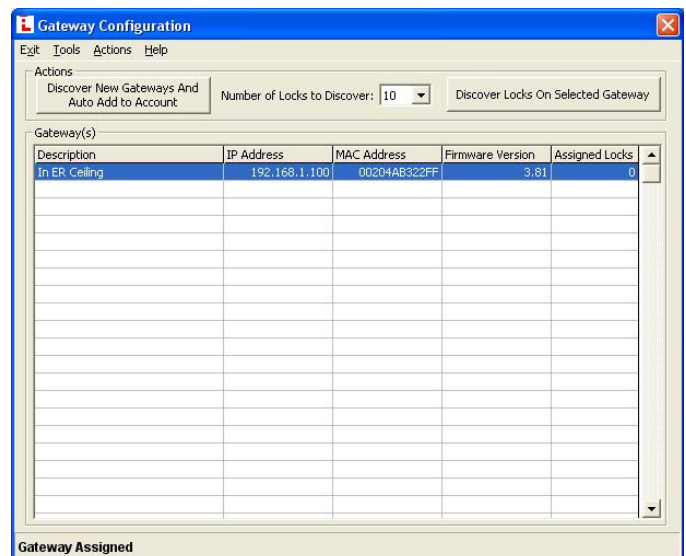 Gateway Configuration
Exit Tools Actions Help
Actions
Discover New Gateways And
Auto Add to Account
Number of Locks to Discover: 10
Discover Locks On Selected Gateway
Gateway(s)
Description IP Address MAC Address Firmware Version Assigned Locks
In ER Ceiling 192.168.1.100 00204AB322FF 3.81 0
Gateway Assigned